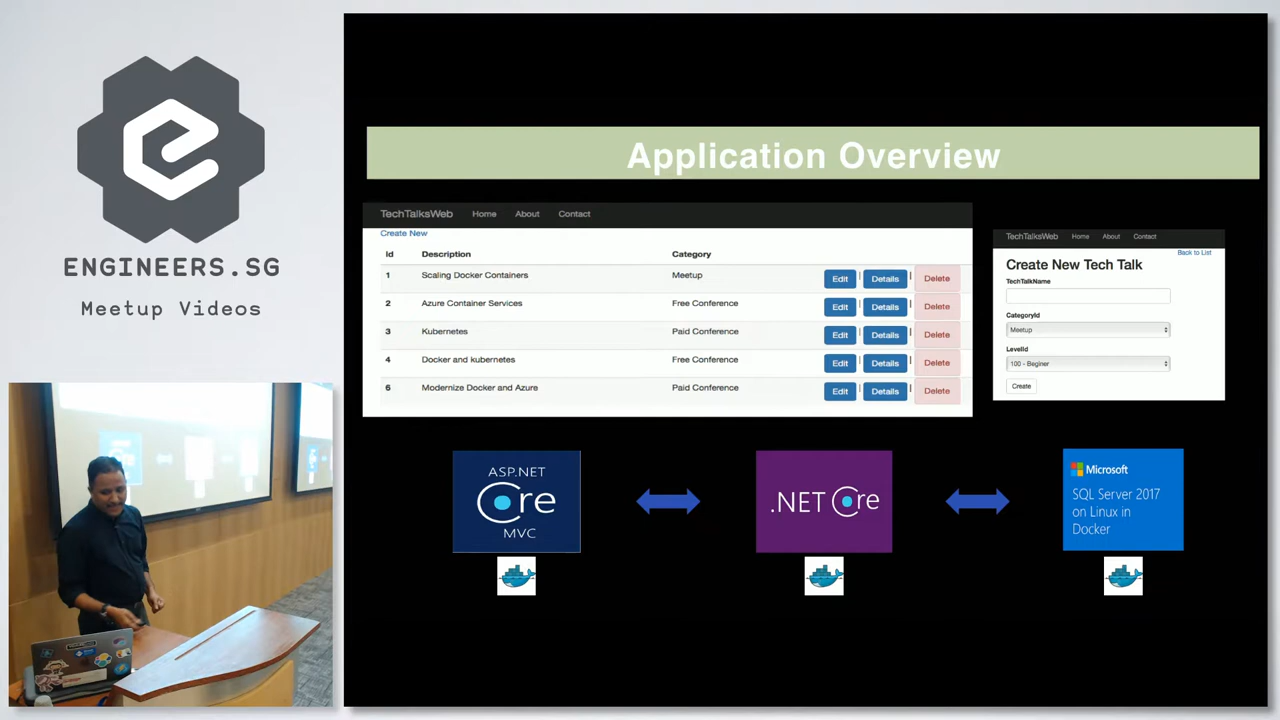 ENGINEERS.SG
Meetup Videos
Application Overview
TechTalksWeb Home About Contact
Create New
Id Description Category
1 Scaling Docker Containers Meetup Edit | Details | Delete
2 Azure Container Services Free Conference Edit | Details | Delete
3 Kubernetes Paid Conference Edit | Details | Delete
4 Docker and kubernetes Free Conference Edit | Details | Delete
6 Modernize Docker and Azure Paid Conference Edit | Details | Delete
TechTalksWeb Home About Contact
Back to List
Create New Tech Talk
TechTalkName
CategoryId
Meetup
LevelId
100 - Beginer
Create
ASP.NET
Core
MVC
.NET Core
Microsoft
SQL Server 2017
on Linux in
Docker